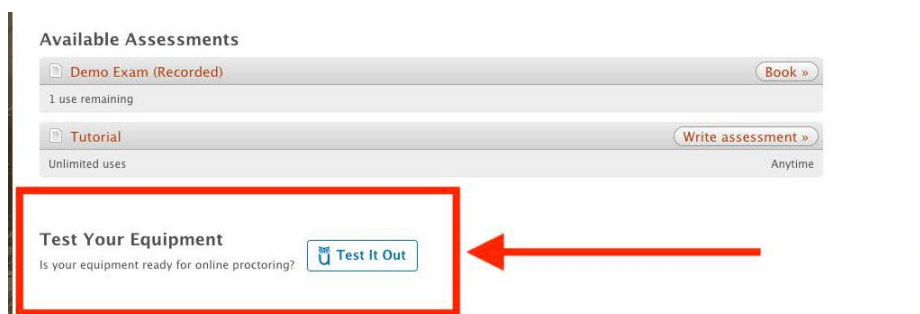 Available Assessments
Demo Exam (Recorded)
Book »
1 use remaining
Tutorial
Write assessment »
Unlimited uses
Anytime
Test Your Equipment
Is your equipment ready for online proctoring?
Test It Out